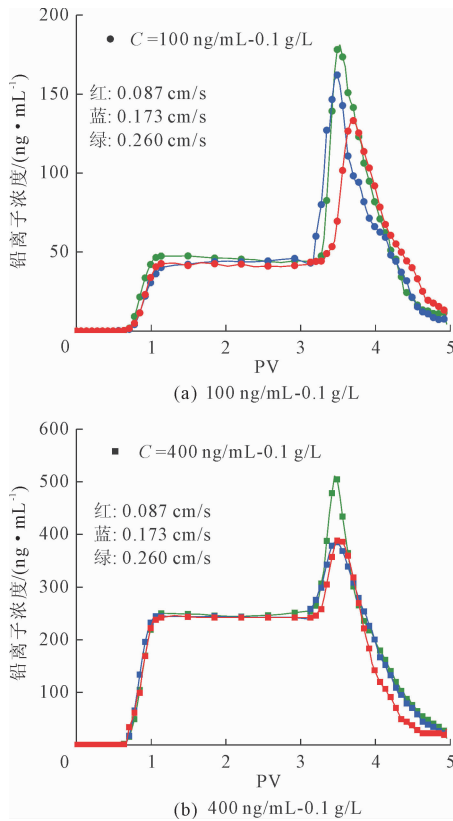 200
C=100 ng/mL-0.1 g/L
红: 0.087 cm/s
蓝: 0.173 cm/s
绿: 0.260 cm/s
150
100
50
铅离子浓度/(ng·mL⁻¹)
0 1 2 3 4 5
PV
(a) 100 ng/mL-0.1 g/L
600
C=400 ng/mL-0.1 g/L
500
红: 0.087 cm/s
蓝: 0.173 cm/s
绿: 0.260 cm/s
400
300
200
100
铅离子浓度/(ng·mL⁻¹)
0 1 2 3 4 5
PV
(b) 400 ng/mL-0.1 g/L